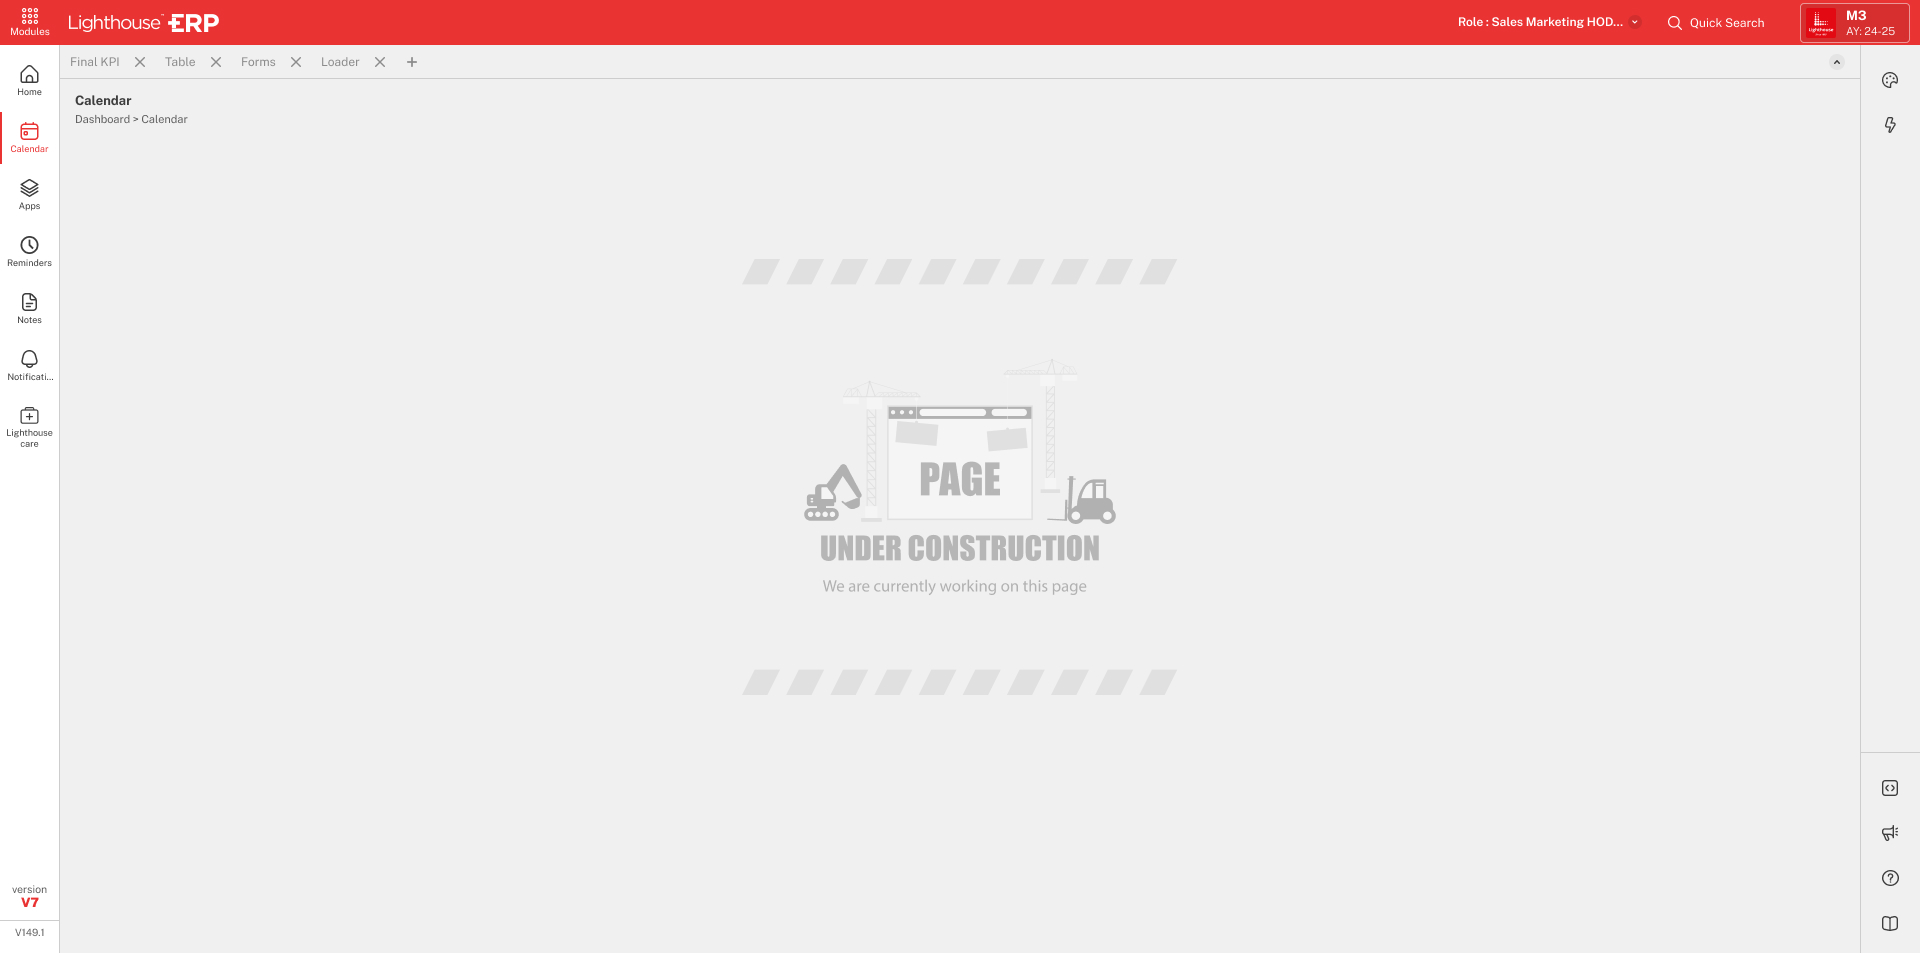 Modules
Lighthouse ERP
Role : Sales Marketing HOD...
Quick Search
M3
AY: 24-25
Final KPI
Table
Forms
Loader
Home
Calendar
Apps
Reminders
Notes
Notificati...
Lighthouse
care
version
V7
V149.1
Calendar
Dashboard > Calendar
PAGE
UNDER CONSTRUCTION
We are currently working on this page